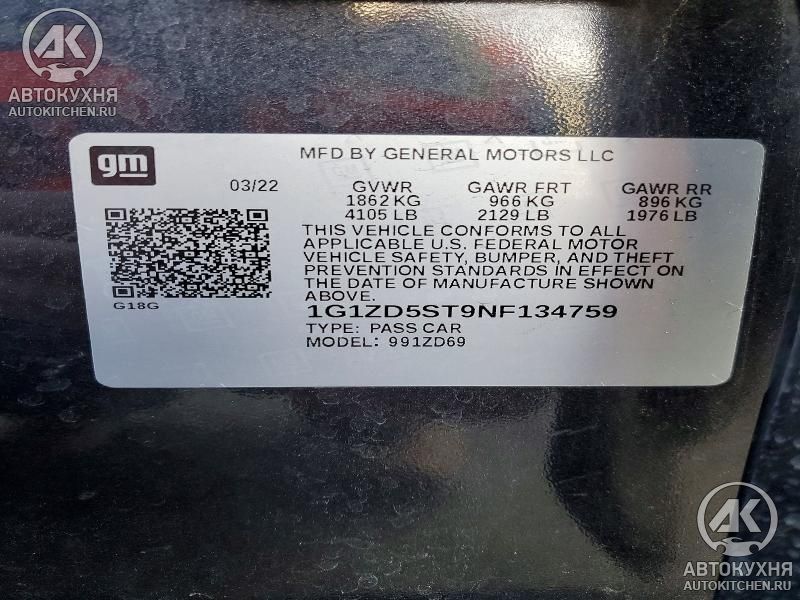 AK
АВТОКУХНЯ
AUTOKITCHEN.RU
gm
MFD BY GENERAL MOTORS LLC
03/22
GVWR GAWR FRT GAWR RR
1862 KG 966 KG 896 KG
4105 LB 2129 LB 1976 LB
THIS VEHICLE CONFORMS TO ALL
APPLICABLE U.S. FEDERAL MOTOR
VEHICLE SAFETY, BUMPER, AND THEFT
PREVENTION STANDARDS IN EFFECT ON
THE DATE OF MANUFACTURE SHOWN
ABOVE.
G18G
1G1ZD5ST9NF134759
TYPE: PASS CAR
MODEL: 991ZD69
AK
АВТОКУХНЯ
AUTOKITCHEN.RU